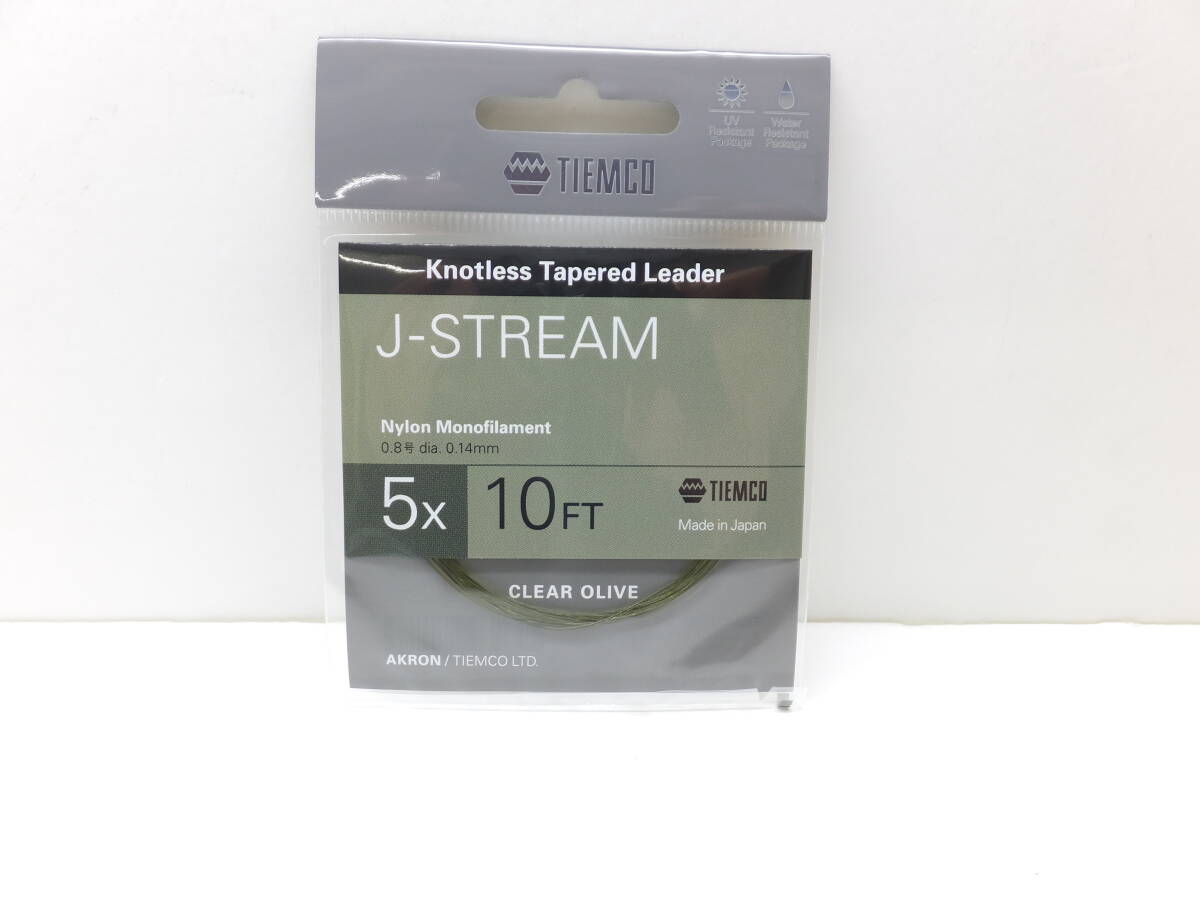 UV
Resistant
Package
Water
Resistant
Package
TIEMCO
Knotless Tapered Leader
J-STREAM
Nylon Monofilament
0.8号 dia. 0.14mm
5X
10FT
TIEMCO
Made in Japan
CLEAR OLIVE
AKRON / TIEMCO LTD.